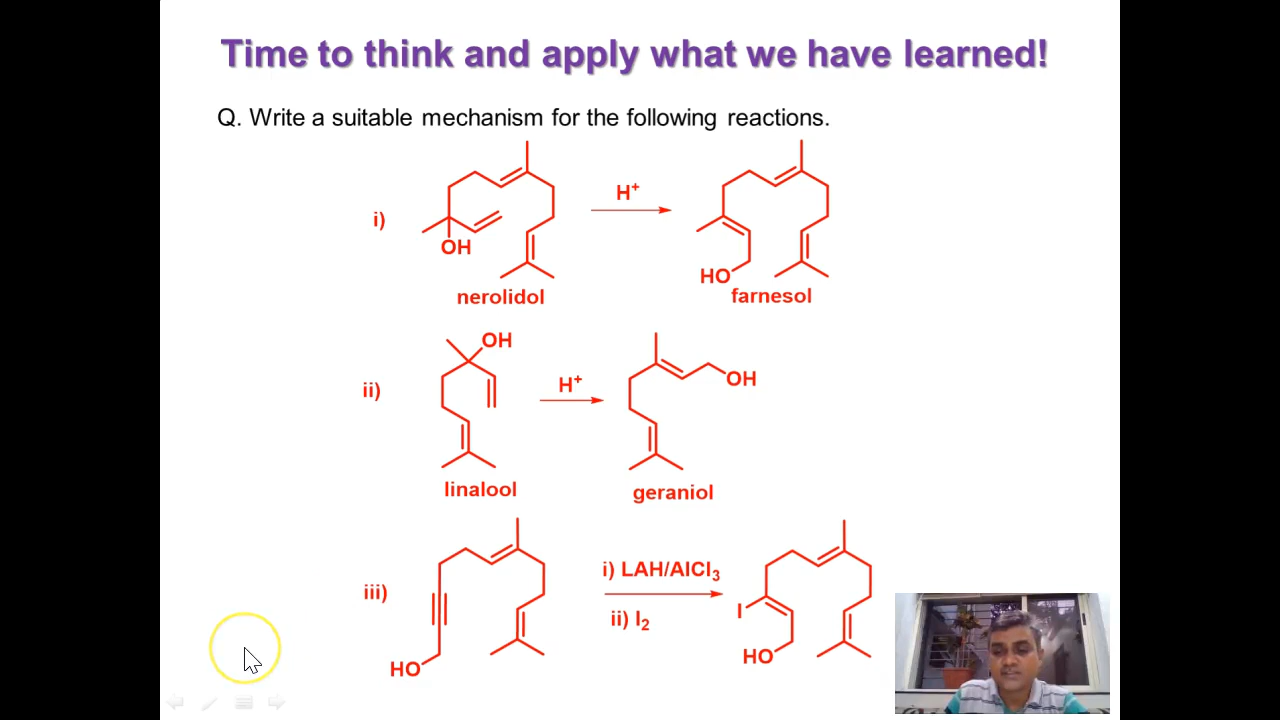 Time to think and apply what we have learned!
Q. Write a suitable mechanism for the following reactions.
i)
OH
nerolidol
H⁺
HO
farnesol
ii)
OH
linalool
H⁺
OH
geraniol
iii)
HO
i) LAH/AlCl₃
ii) I₂
I
HO